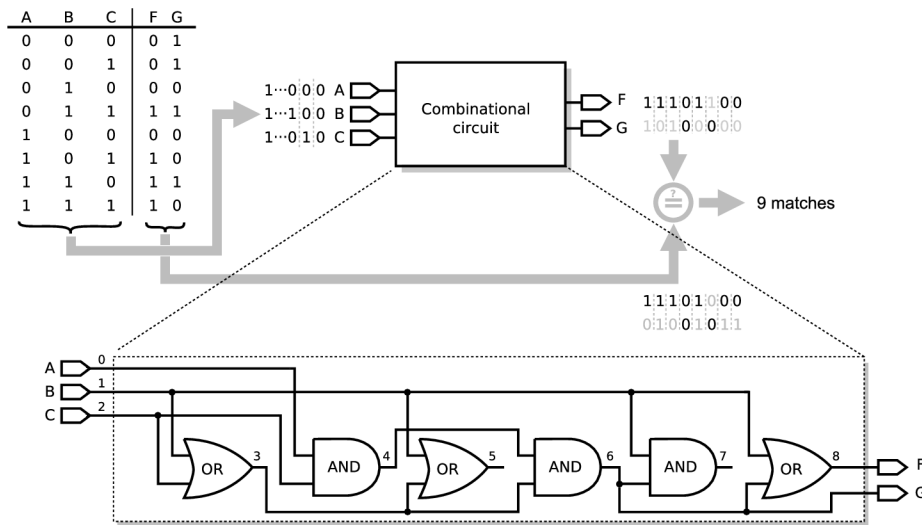 A B C F G
0 0 0 0 1
0 0 1 0 1
0 1 0 0 0
0 1 1 1 1
1 0 0 0 0
1 0 1 1 0
1 1 0 1 1
1 1 1 1 0
1···0 0 0 A
1···1 0 0 B
1···0 1 0 C
Combinational
circuit
F
G
1 1 1 0 1 1 0 0
1 0 1 0 0 0 0 0
?
=
9 matches
1 1 1 0 1 0 0 0
0 1 0 0 1 0 1 1
A 0
B 1
C 2
OR 3
AND 4
OR 5
AND 6
AND 7
OR 8
F
G